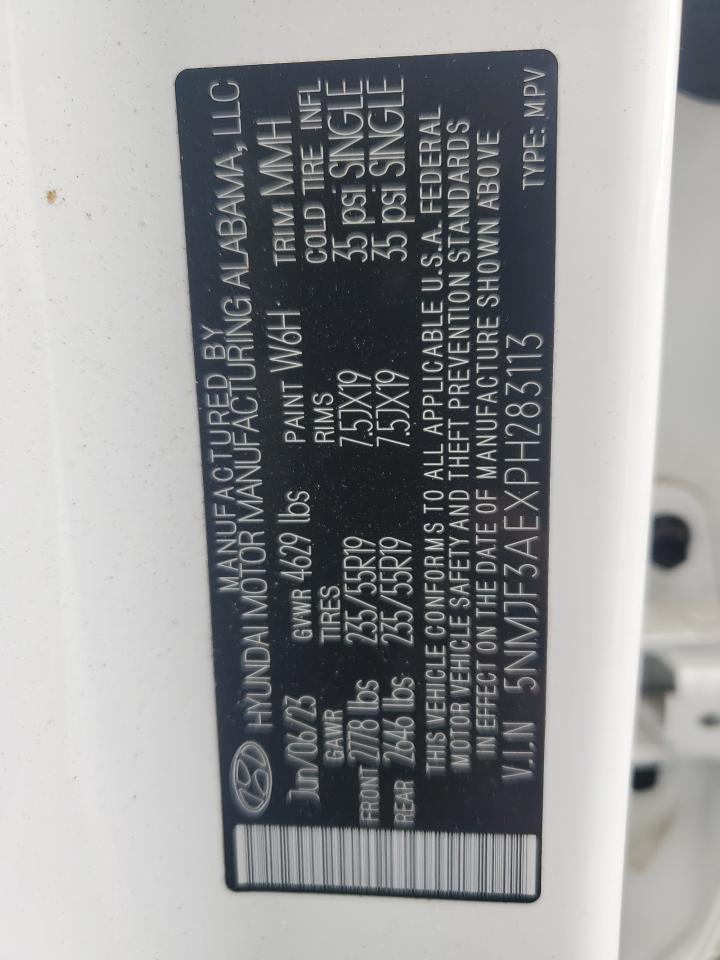 MANUFACTURED BY
HYUNDAI MOTOR MANUFACTURING ALABAMA, LLC
Jun/06/23 GVWR 4629 lbs PAINT W6H TRIM MMH
GAWR TIRES RIMS COLD TIRE INFL
FRONT 2778 lbs 235/55R19 7.5JX19 35 psi SINGLE
REAR 2646 lbs 235/55R19 7.5JX19 35 psi SINGLE
THIS VEHICLE CONFORMS TO ALL APPLICABLE U.S.A. FEDERAL
MOTOR VEHICLE SAFETY AND THEFT PREVENTION STANDARDS
IN EFFECT ON THE DATE OF MANUFACTURE SHOWN ABOVE
V.I.N 5NMJF3AEXPH283113 TYPE: MPV